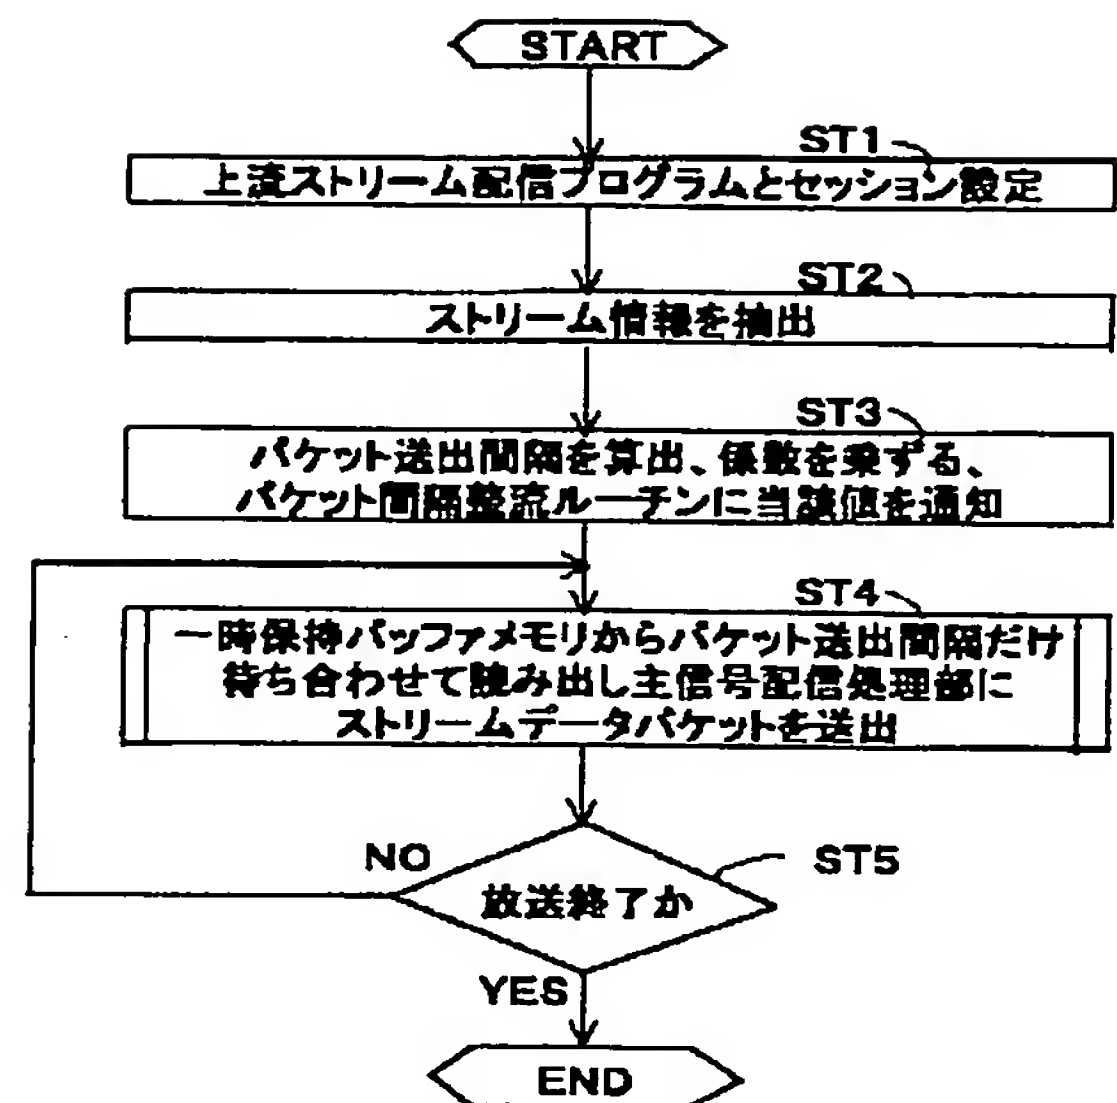 START
ST1
上流ストリーム配信プログラムとセッション設定
ST2
ストリーム情報を抽出
ST3
パケット送出間隔を算出、係数を乗ずる、
パケット間隔整流ルーチンに当該値を通知
ST4
一時保持バッファメモリからパケット送出間隔だけ
待ち合わせて読み出し主信号配信処理部に
ストリームデータパケットを送出
NO
ST5
放送終了か
YES
END